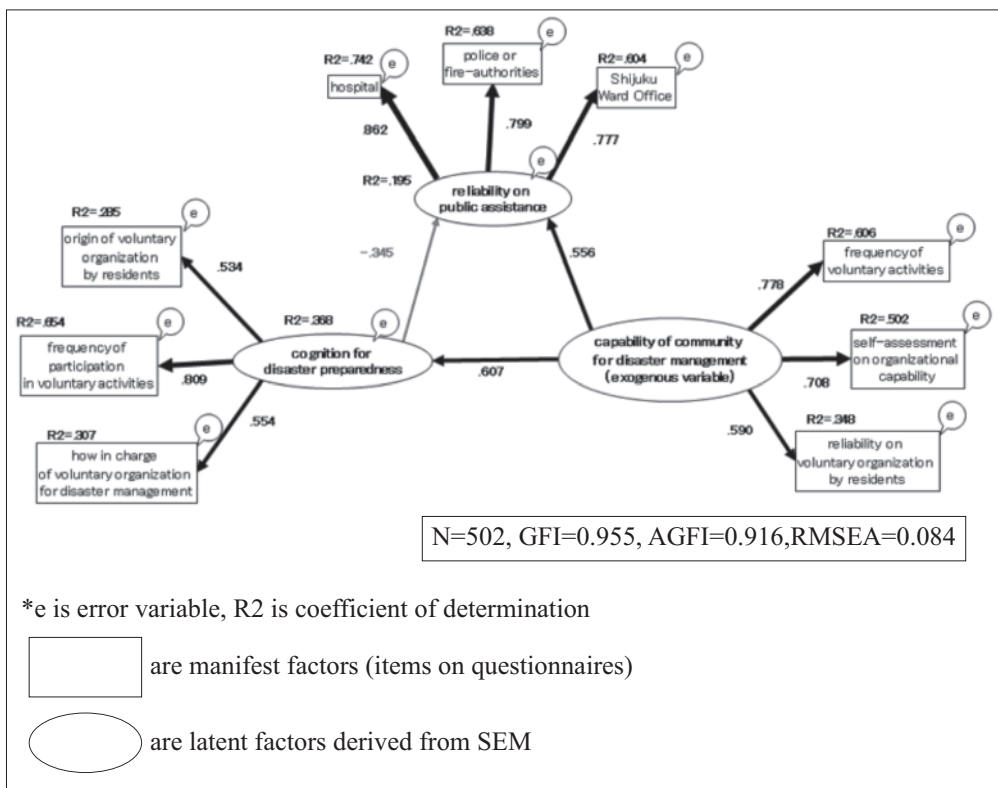 R2=.638
e
police or
fire-authorities
R2=.742
e
hospital
R2=.604
e
Shijuku
Ward Office
.862
.799
.777
R2=.195
e
reliability on
public assistance
R2=.285
e
origin of voluntary
organization
by residents
.534
-.345
.556
R2=.606
e
frequency of
voluntary activities
.778
R2=.654
e
frequency of
participation
in voluntary activities
.809
R2=.368
e
cognition for
disaster preparedness
.607
capability of community
for disaster management
(exogenous variable)
R2=.502
e
self-assessment
on organizational
capability
.708
R2=.307
e
how in charge
of voluntary organization
for disaster management
.554
.590
R2=.348
e
reliability on
voluntary organization
by residents
N=502, GFI=0.955, AGFI=0.916,RMSEA=0.084
*e is error variable, R2 is coefficient of determination
are manifest factors (items on questionnaires)
are latent factors derived from SEM